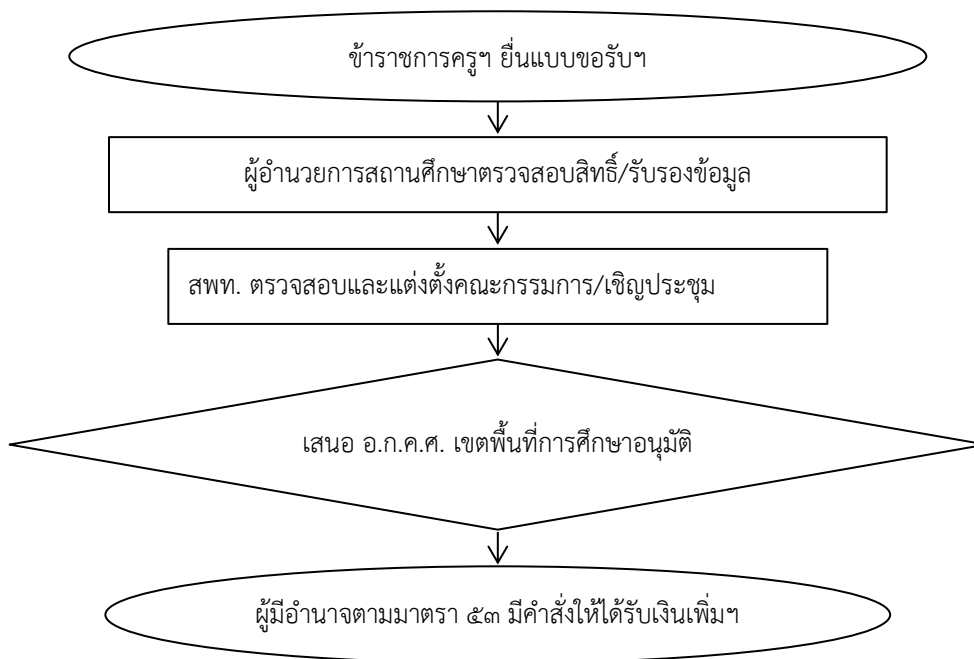 ข้าราชการครูฯ ยื่นแบบขอรับฯ
ผู้อำนวยการสถานศึกษาตรวจสอบสิทธิ์/รับรองข้อมูล
สพท. ตรวจสอบและแต่งตั้งคณะกรรมการ/เชิญประชุม
เสนอ อ.ก.ค.ศ. เขตพื้นที่การศึกษาอนุมัติ
ผู้มีอำนาจตามมาตรา ๕๓ มีคำสั่งให้ได้รับเงินเพิ่มฯ